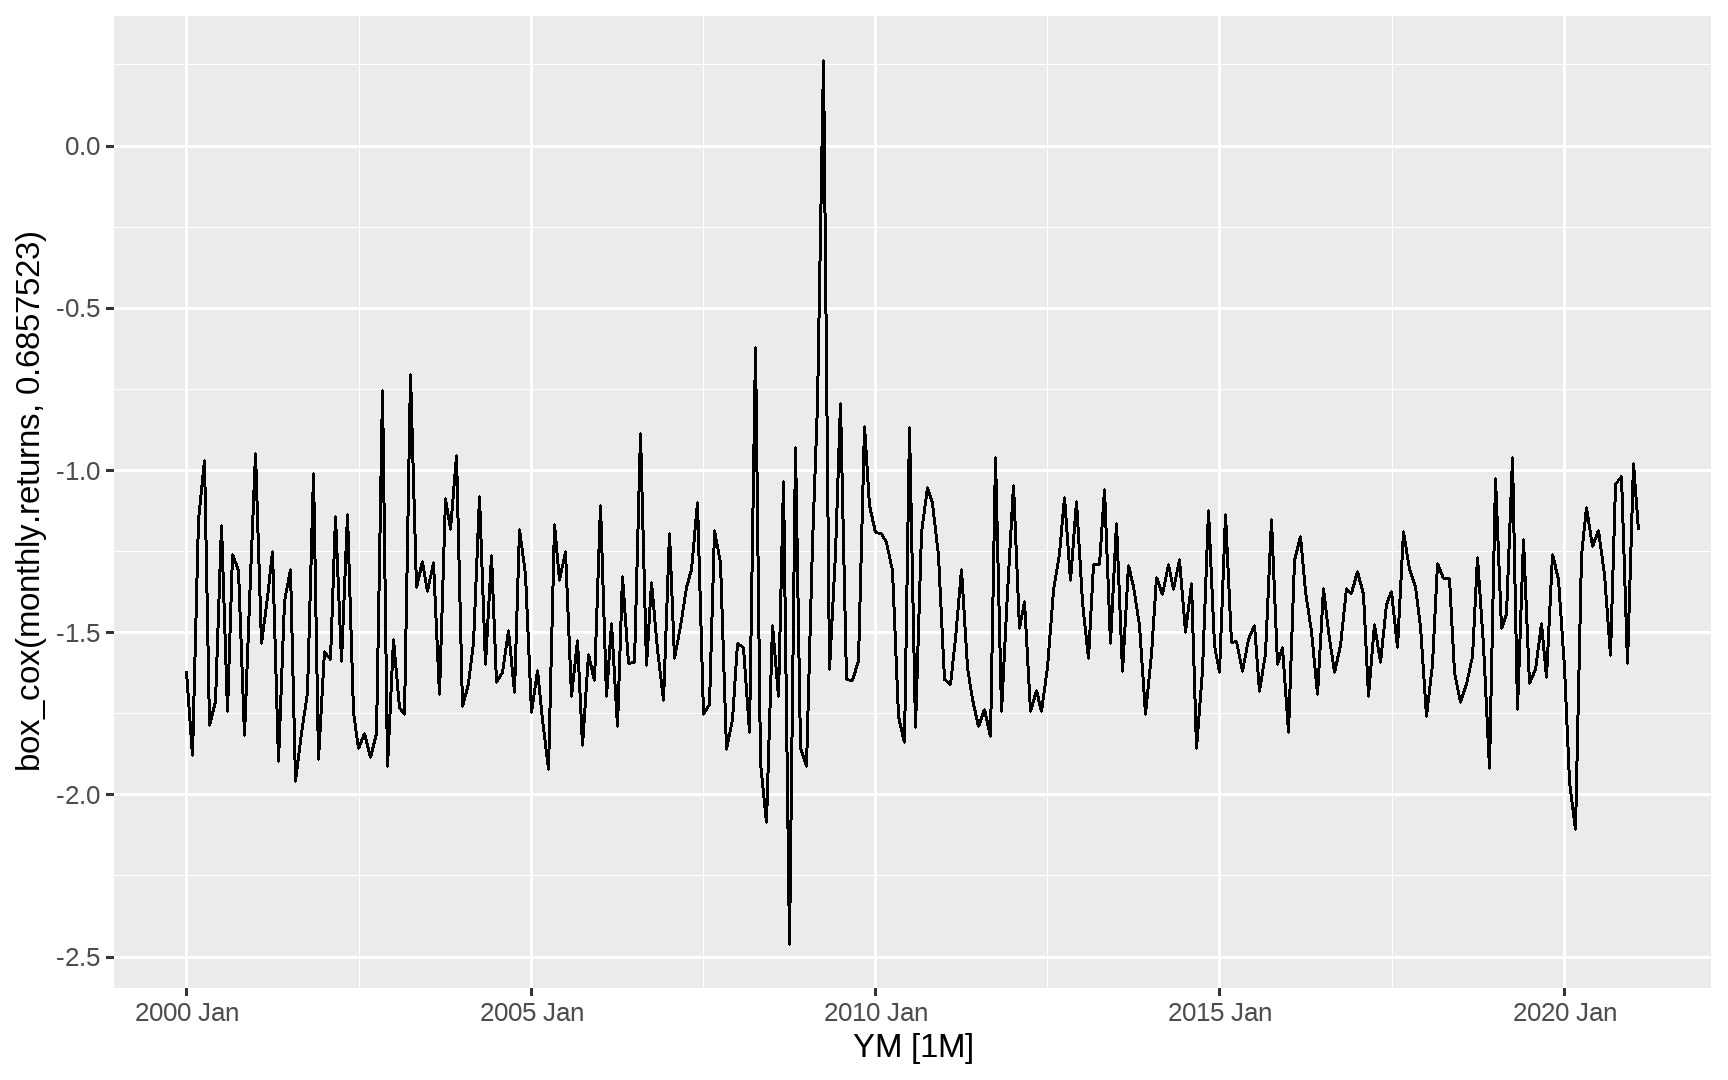 box_cox(monthly.returns, 0.6857523)
0.0
-0.5
-1.0
-1.5
-2.0
-2.5
2000 Jan
2005 Jan
2010 Jan
2015 Jan
2020 Jan
YM [1M]